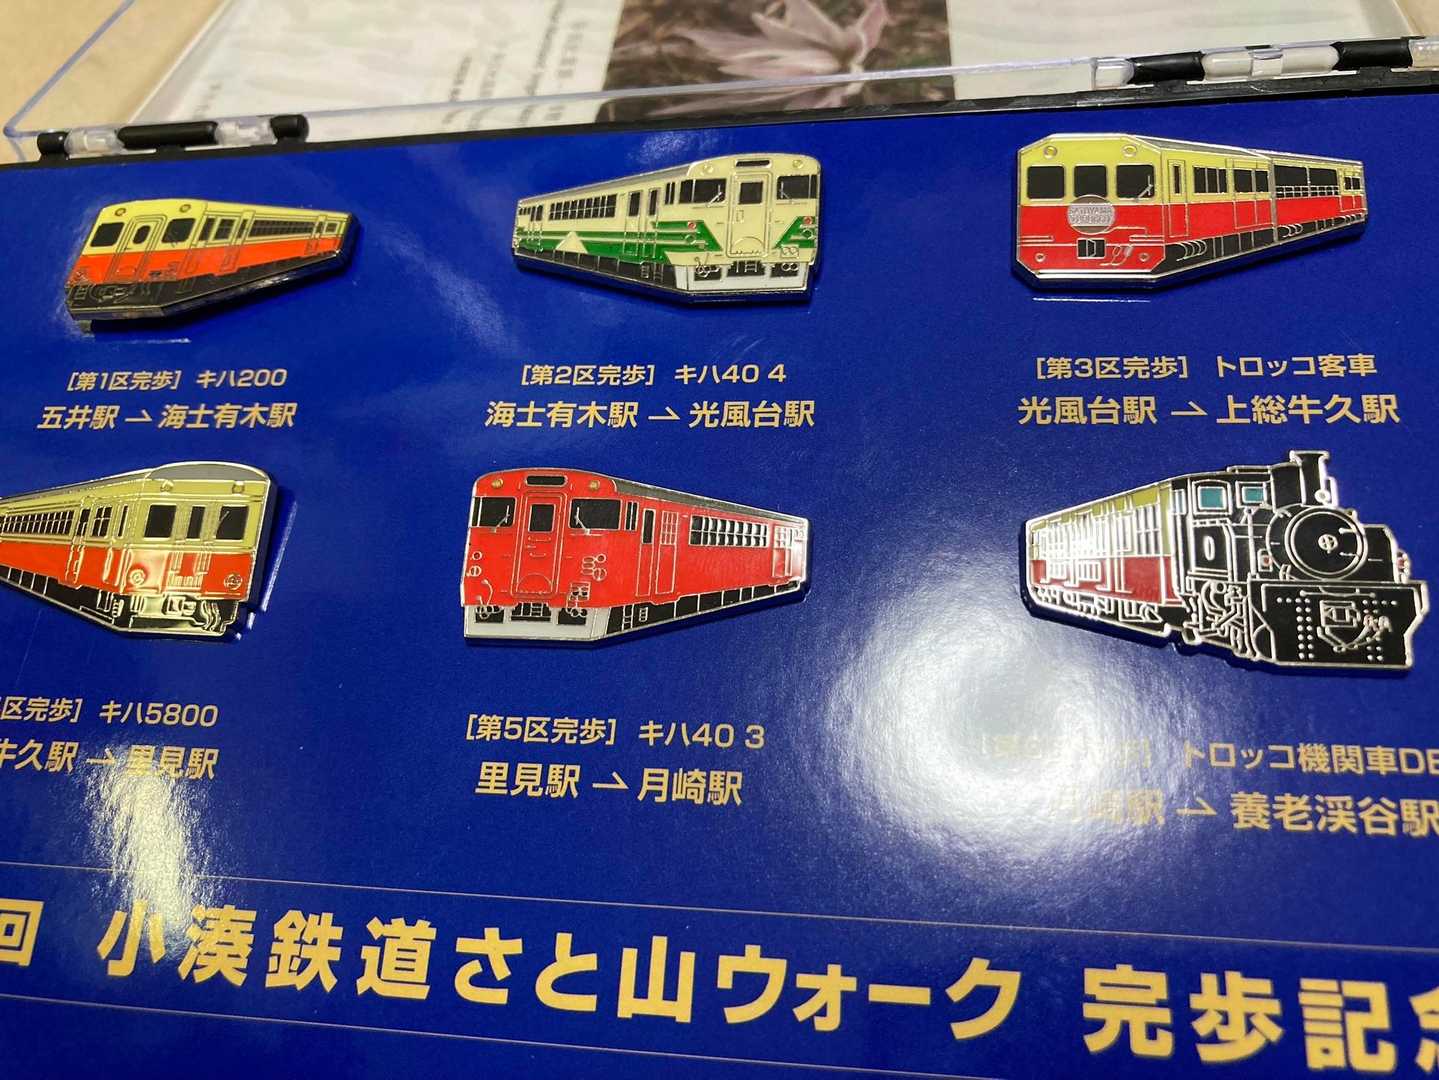 [第1区完歩] キハ200
五井駅 → 海士有木駅
[第2区完歩] キハ40 4
海士有木駅 → 光風台駅
SATOYAMA TOROCCO
[第3区完歩] トロッコ客車
光風台駅 → 上総牛久駅
区完歩] キハ5800
牛久駅 → 里見駅
[第5区完歩] キハ40 3
里見駅 → 月崎駅
トロッコ機関車DB
月崎駅 → 養老渓谷駅
回 小湊鉄道さと山ウォーク 完歩記念